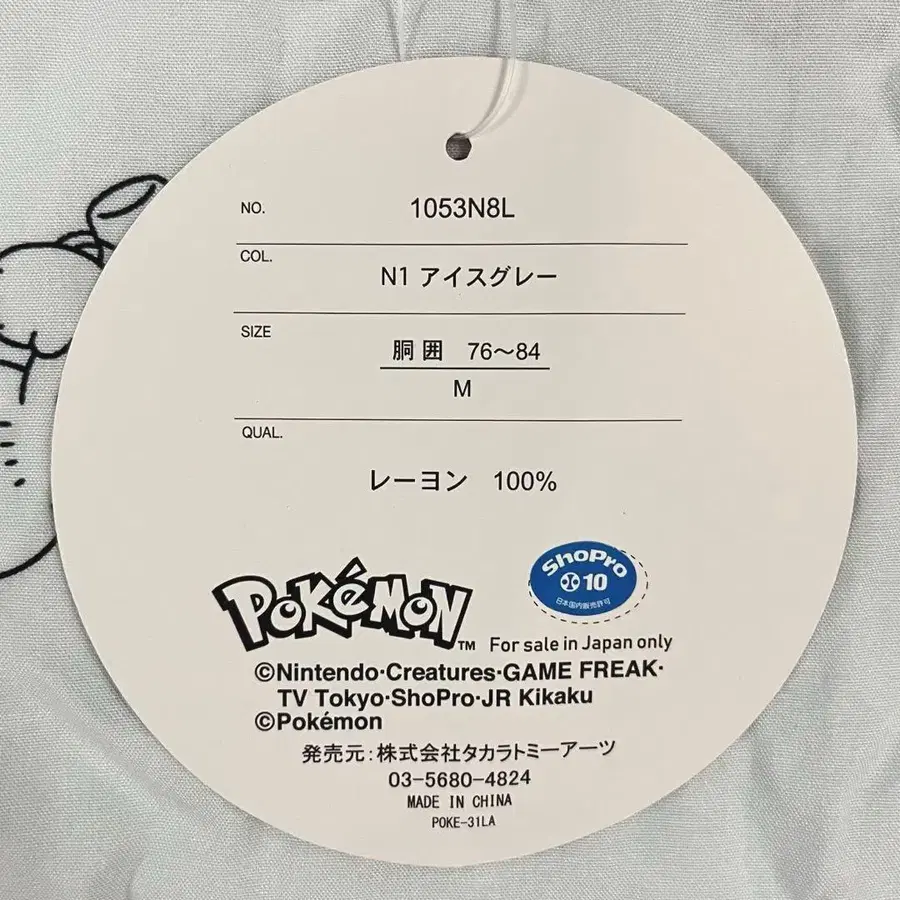 NO. 1053N8L
COL. N1 アイスグレー
SIZE
胴囲 76〜84
M
QUAL.
レーヨン 100%
ShoPro
10
日本国内販売許可
POKéMON™
For sale in Japan only
©Nintendo·Creatures·GAME FREAK·
TV Tokyo·ShoPro·JR Kikaku
©Pokémon
発売元:株式会社タカラトミーアーツ
03-5680-4824
MADE IN CHINA
POKE-31LA